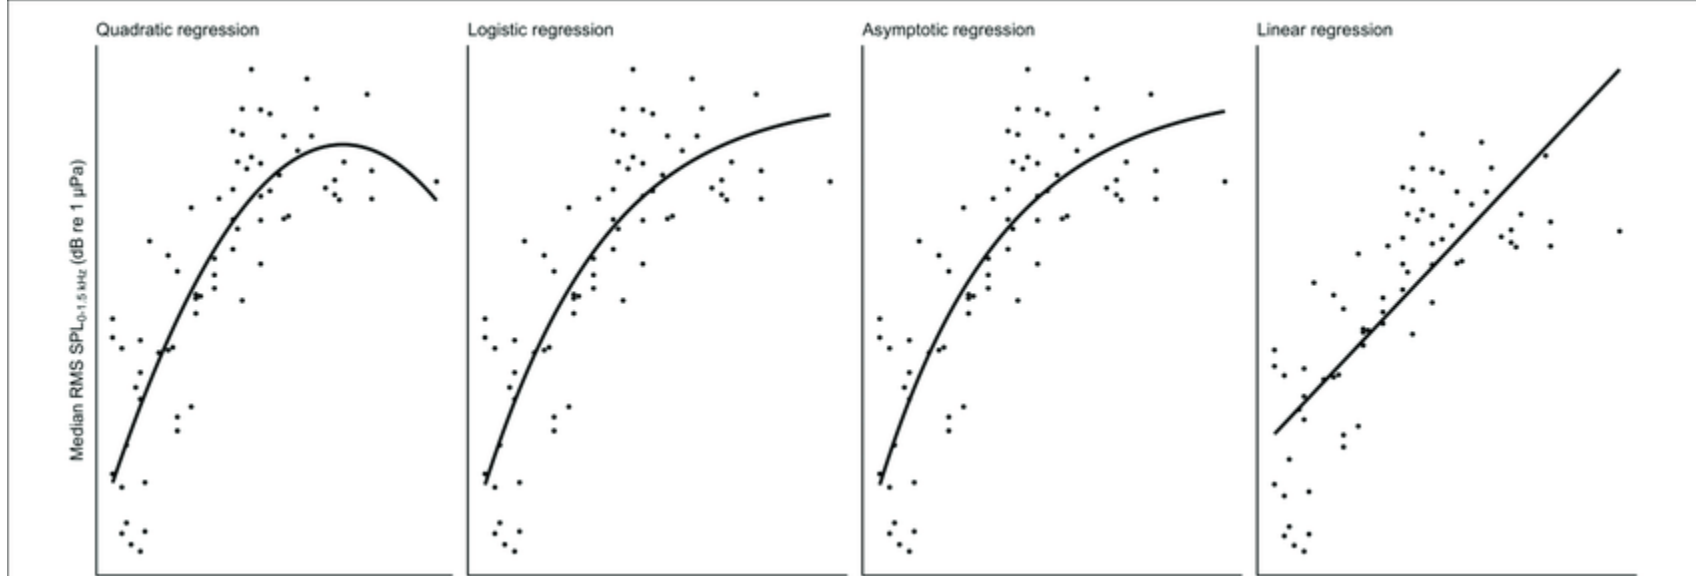 Quadratic regression
Logistic regression
Asymptotic regression
Linear regression
Median RMS SPL0-1.5 kHz (dB re 1 μPa)